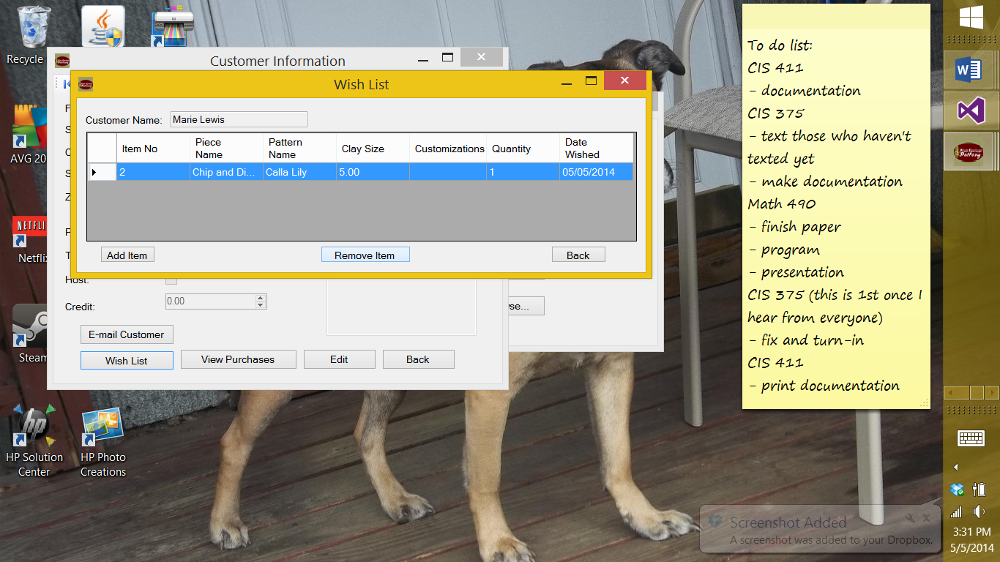 Recycle
AVG 20
NETFLI
Netflix
Steam
HP Solution
Center
HP Photo
Creations
Customer Information
Wish List
Customer Name:
Marie Lewis
Item No
Piece
Name
Pattern
Name
Clay Size
Customizations
Quantity
Date
Wished
2
Chip and Di...
Calla Lily
5.00
1
05/05/2014
Add Item
Remove Item
Back
F
S
C
S
Z
P
T
Host:
Credit:
0.00
se...
E-mail Customer
Wish List
View Purchases
Edit
Back
To do list:
CIS 411
- documentation
CIS 375
- text those who haven't
texted yet
- make documentation
Math 490
- finish paper
- program
- presentation
CIS 375 (this is 1st once I
hear from everyone)
- fix and turn-in
CIS 411
- print documentation
Pottery
Screenshot Added
A screenshot was added to your Dropbox.
3:31 PM
5/5/2014